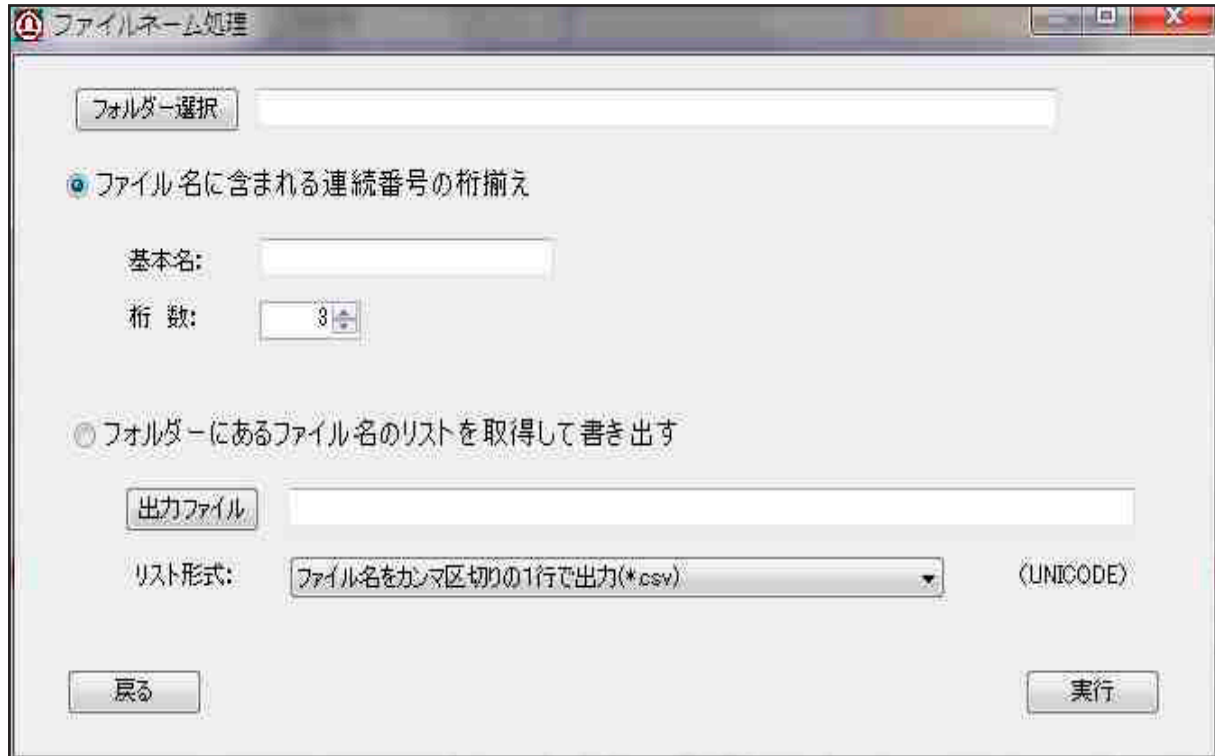 ファイルネーム処理
フォルダー選択
ファイル名に含まれる連続番号の桁揃え
基本名:
桁 数: 3
フォルダーにあるファイル名のリストを取得して書き出す
出力ファイル
リスト形式: ファイル名をカンマ区切りの1行で出力(*.csv) (UNICODE)
戻る 実行